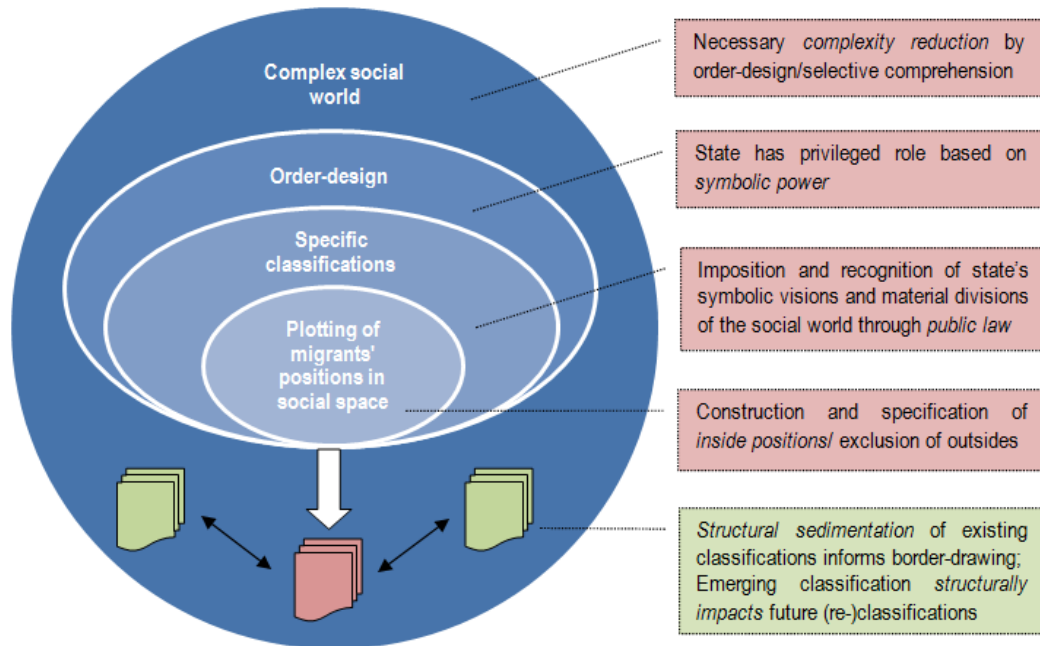 Complex social
world
Order-design
Specific
classifications
Plotting of
migrants'
positions in
social space
Necessary complexity reduction by
order-design/selective comprehension
State has privileged role based on
symbolic power
Imposition and recognition of state's
symbolic visions and material divisions
of the social world through public law
Construction and specification of
inside positions/ exclusion of outsides
Structural sedimentation of existing
classifications informs border-drawing;
Emerging classification structurally
impacts future (re-)classifications